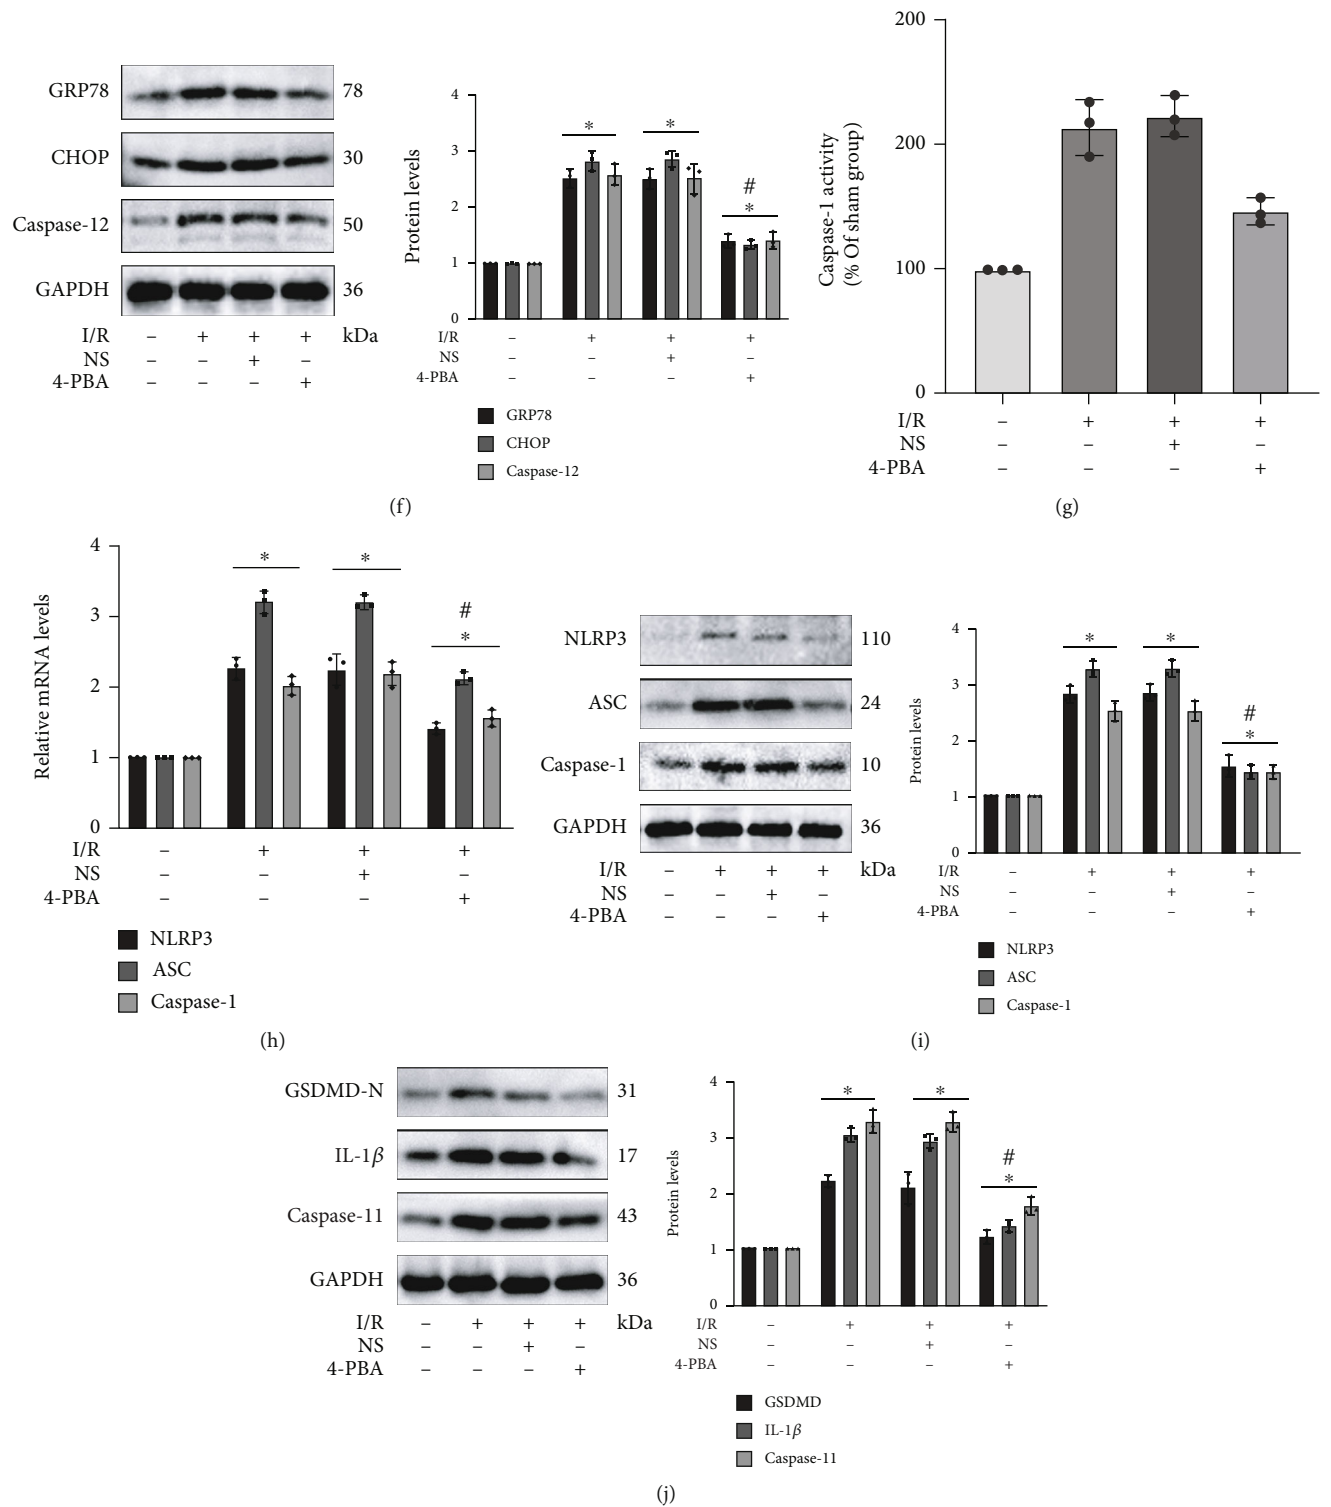 GRP78 78
CHOP 30
Caspase-12 50
GAPDH 36
I/R – + + + kDa
NS – – + –
4-PBA – – – +
Protein levels
4
3
2
1
0
* * # *
I/R – + + +
NS – – + –
4-PBA – – – +
GRP78
CHOP
Caspase-12
(f)
Caspase-1 activity
(% Of sham group)
200
200
100
0
I/R – + + +
NS – – + –
4-PBA – – – +
(g)
Relative mRNA levels
4
3
2
1
0
* * # *
I/R – + + +
NS – – + –
4-PBA – – – +
NLRP3
ASC
Caspase-1
(h)
NLRP3 110
ASC 24
Caspase-1 10
GAPDH 36
I/R – + + + kDa
NS – – + –
4-PBA – – – +
Protein levels
4
3
2
1
0
* * # *
I/R – + + +
NS – – + –
4-PBA – – – +
NLRP3
ASC
Caspase-1
(i)
GSDMD-N 31
IL-1β 17
Caspase-11 43
GAPDH 36
I/R – + + + kDa
NS – – + –
4-PBA – – – +
Protein levels
4
3
2
1
0
* * # *
I/R – + + +
NS – – + –
4-PBA – – – +
GSDMD
IL-1β
Caspase-11
(j)